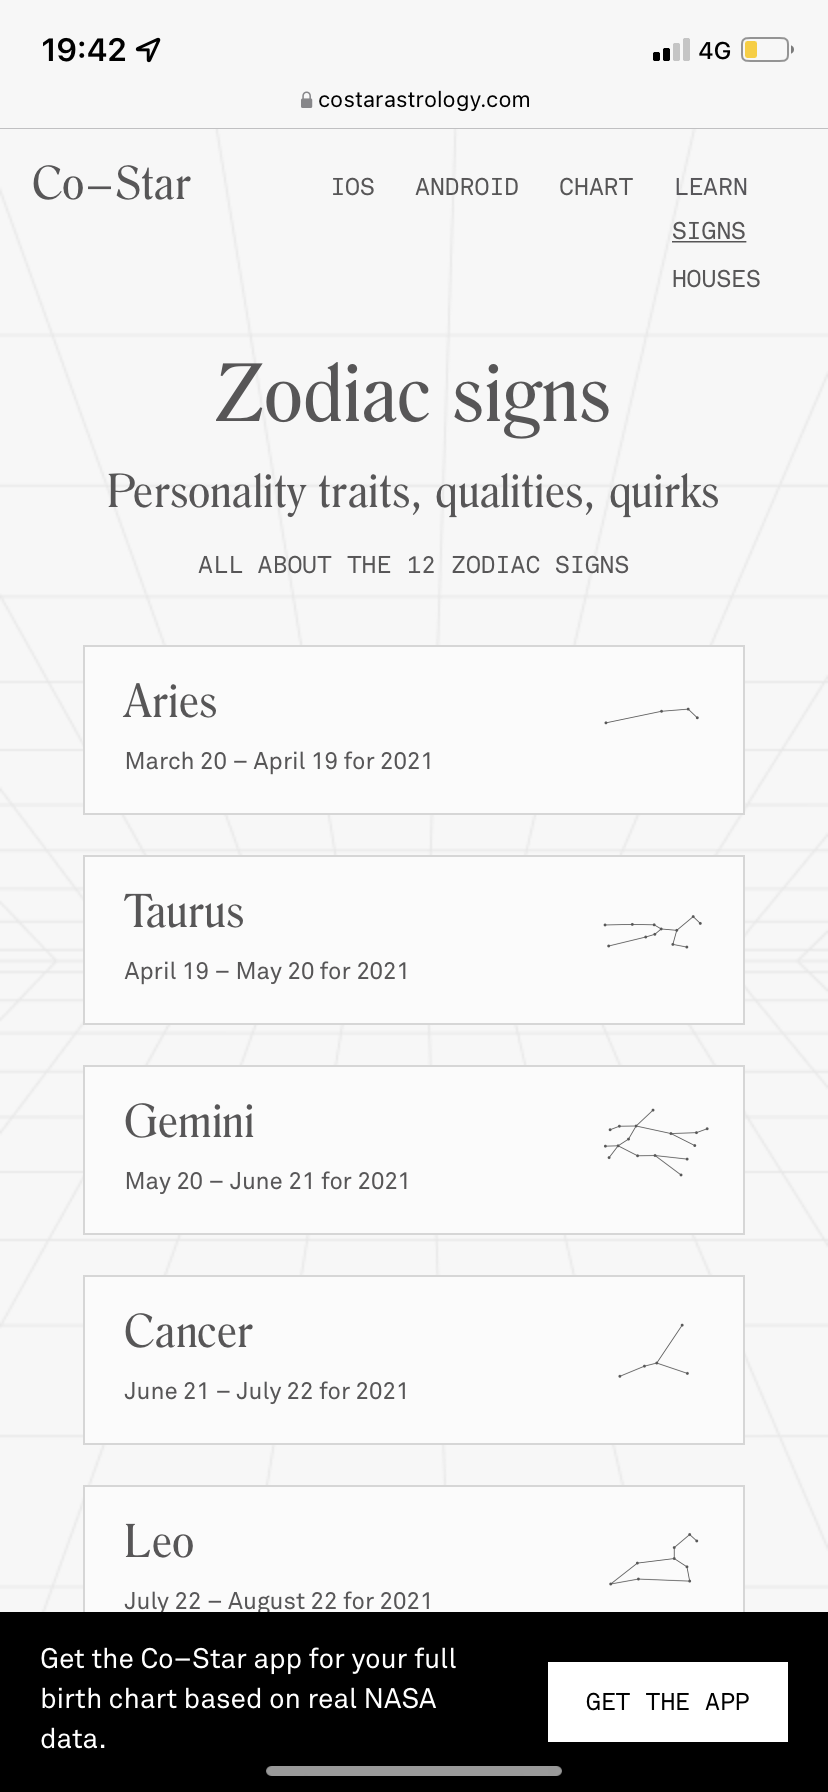 19:42
4G
costarastrology.com
Co–Star
IOS ANDROID CHART LEARN
SIGNS
HOUSES
Zodiac signs
Personality traits, qualities, quirks
ALL ABOUT THE 12 ZODIAC SIGNS
Aries
March 20 – April 19 for 2021
Taurus
April 19 – May 20 for 2021
Gemini
May 20 – June 21 for 2021
Cancer
June 21 – July 22 for 2021
Leo
July 22 – August 22 for 2021
Get the Co–Star app for your full
birth chart based on real NASA
data.
GET THE APP